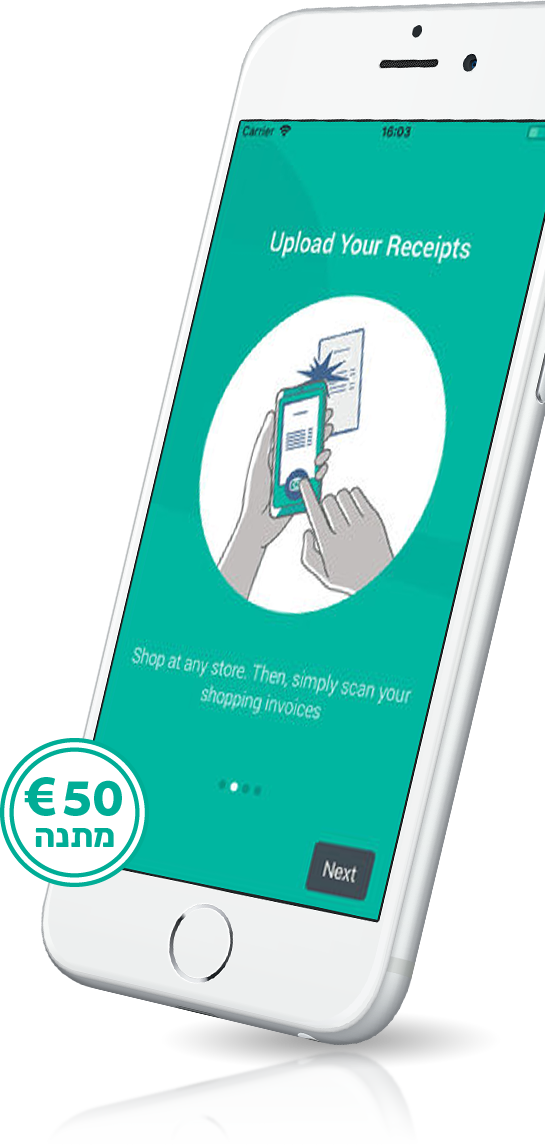 Carrier
16:03
Upload Your Receipts
Shop at any store. Then, simply scan your
shopping invoices
€50
מתנה
Next